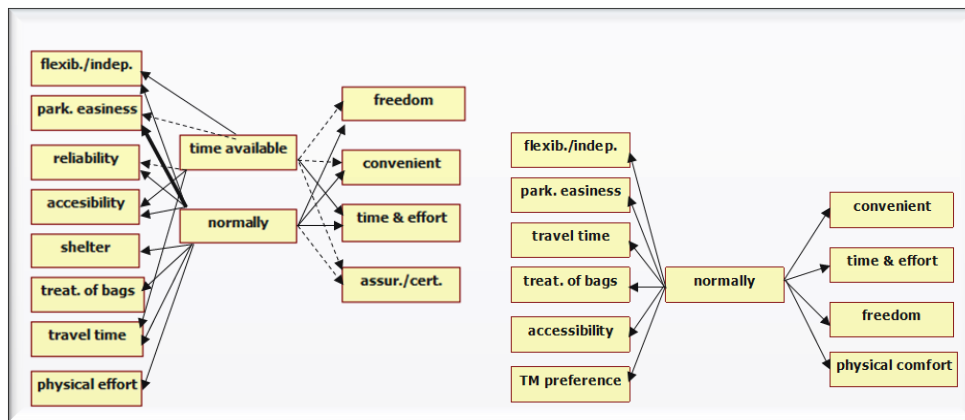 flexib./indep.
park. easiness
reliability
accesibility
shelter
treat. of bags
travel time
physical effort
time available
normally
freedom
convenient
time & effort
assur./cert.
flexib./indep.
park. easiness
travel time
treat. of bags
accessibility
TM preference
normally
convenient
time & effort
freedom
physical comfort